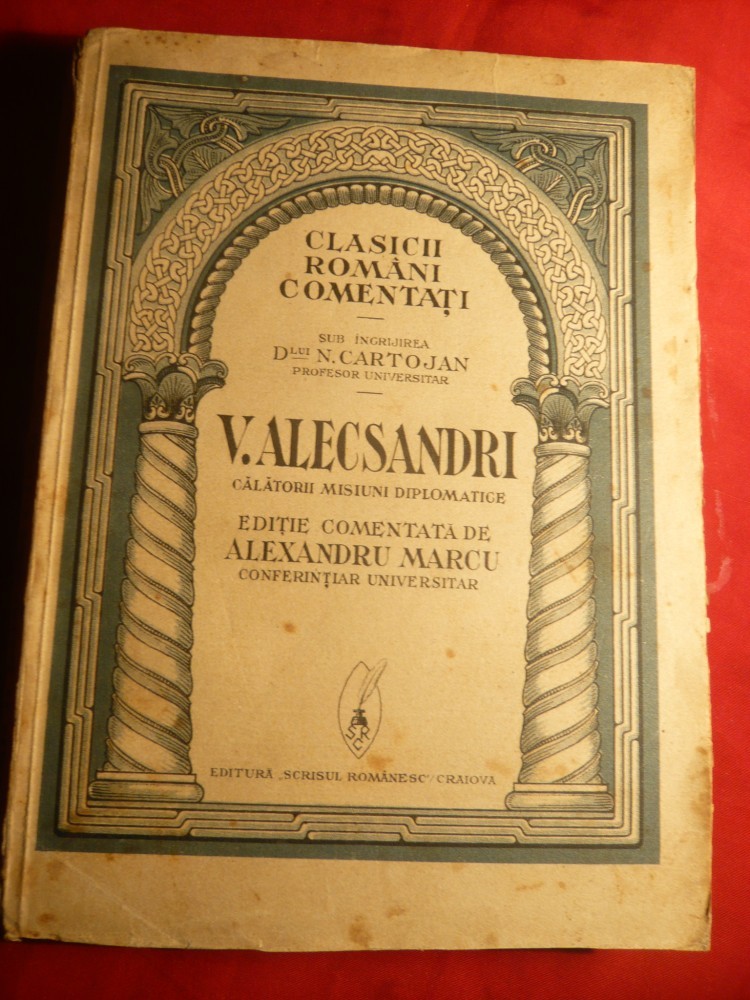 CLASICII
ROMÂNI
COMENTAȚI
SUB ÎNGRIJIREA
DLUI N. CARTOJAN
PROFESOR UNIVERSITAR
V. ALECSANDRI
CĂLĂTORII MISIUNI DIPLOMATICE
EDIȚIE COMENTATĂ DE
ALEXANDRU MARCU
CONFERINȚIAR UNIVERSITAR
S R
C
EDITURA „SCRISUL ROMÂNESC"/CRAIOVA